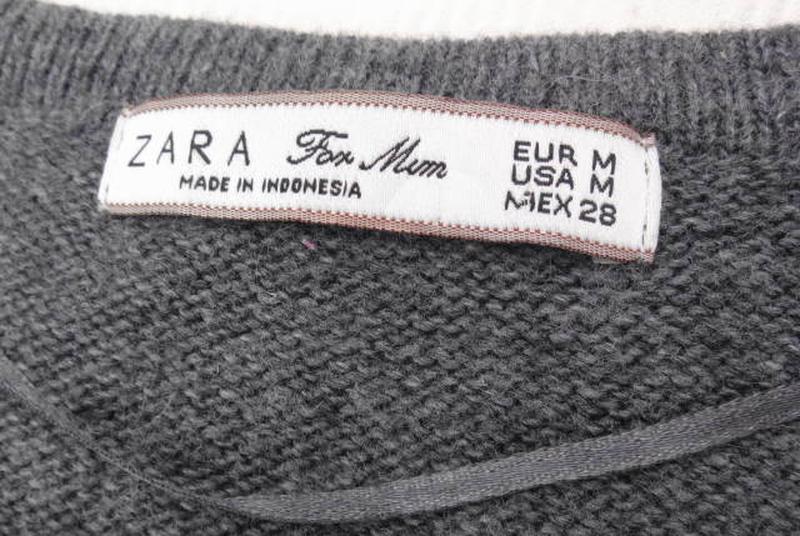 ZARA For Mum
MADE IN INDONESIA
EUR M
USA M
MEX 28